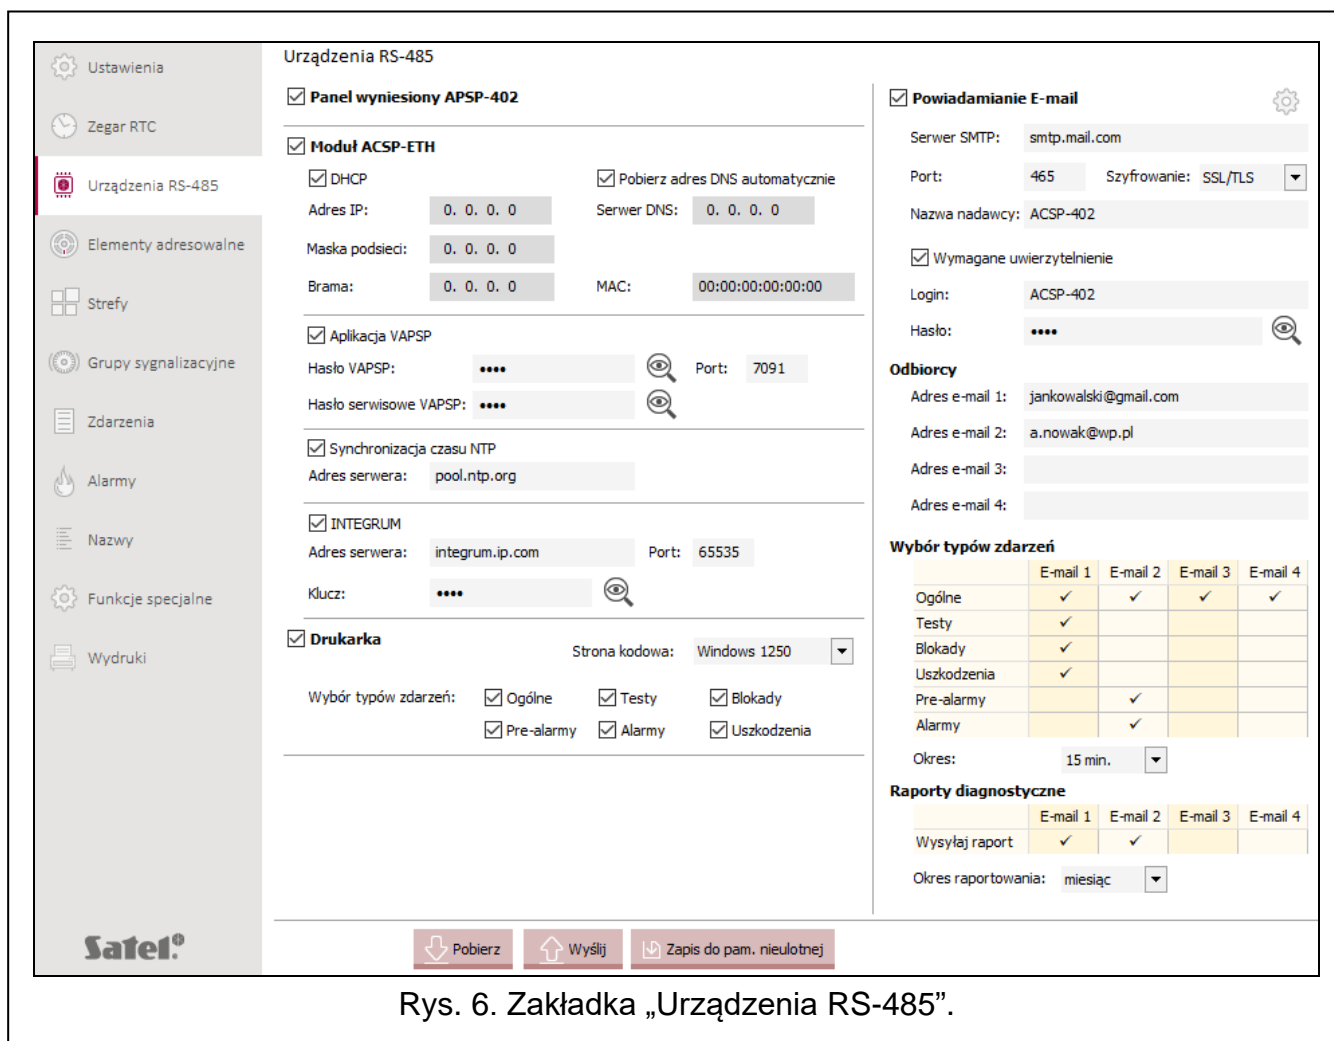 Ustawienia
Zegar RTC
Urządzenia RS-485
Elementy adresowalne
Strefy
Grupy sygnalizacyjne
Zdarzenia
Alarmy
Nazwy
Funkcje specjalne
Wydruki
Satel®
Urządzenia RS-485
Panel wyniesiony APSP-402
Moduł ACSP-ETH
DHCP
Pobierz adres DNS automatycznie
Adres IP: 0. 0. 0. 0 Serwer DNS: 0. 0. 0. 0
Maska podsieci: 0. 0. 0. 0
Brama: 0. 0. 0. 0 MAC: 00:00:00:00:00:00
Aplikacja VAPSP
Hasło VAPSP: •••• Port: 7091
Hasło serwisowe VAPSP: ••••
Synchronizacja czasu NTP
Adres serwera: pool.ntp.org
INTEGRUM
Adres serwera: integrum.ip.com Port: 65535
Klucz: ••••
Drukarka
Strona kodowa: Windows 1250
Wybór typów zdarzeń: Ogólne Testy Blokady
Pre-alarmy Alarmy Uszkodzenia
Powiadamianie E-mail
Serwer SMTP: smtp.mail.com
Port: 465 Szyfrowanie: SSL/TLS
Nazwa nadawcy: ACSP-402
Wymagane uwierzytelnienie
Login: ACSP-402
Hasło: ••••
Odbiorcy
Adres e-mail 1: jankowalski@gmail.com
Adres e-mail 2: a.nowak@wp.pl
Adres e-mail 3:
Adres e-mail 4:
Wybór typów zdarzeń
E-mail 1 E-mail 2 E-mail 3 E-mail 4
Ogólne ✓ ✓ ✓ ✓
Testy ✓
Blokady ✓
Uszkodzenia ✓
Pre-alarmy ✓
Alarmy ✓
Okres: 15 min.
Raporty diagnostyczne
E-mail 1 E-mail 2 E-mail 3 E-mail 4
Wysyłaj raport ✓ ✓
Okres raportowania: miesiąc
Pobierz Wyślij Zapis do pam. nieulotnej
Rys. 6. Zakładka „Urządzenia RS-485”.